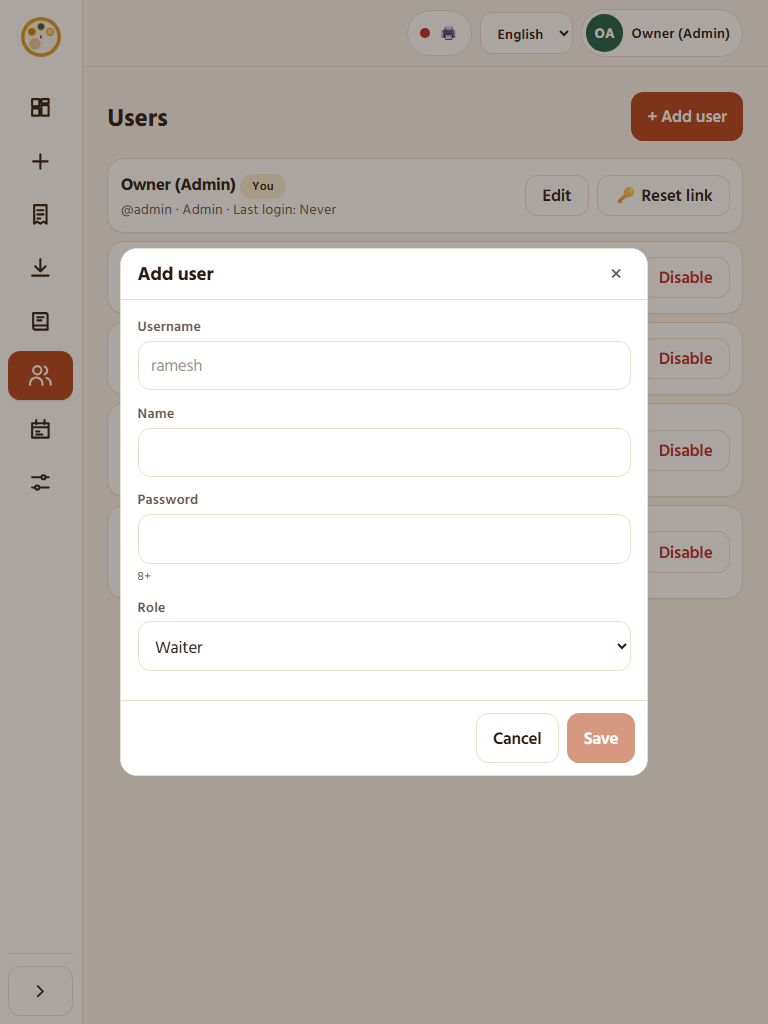 English
OA
Owner (Admin)
Users
+ Add user
Owner (Admin) You
@admin · Admin · Last login: Never
Edit
Reset link
Disable
Disable
Disable
Disable
Add user
×
Username
ramesh
Name
Password
8+
Role
Waiter
Cancel
Save